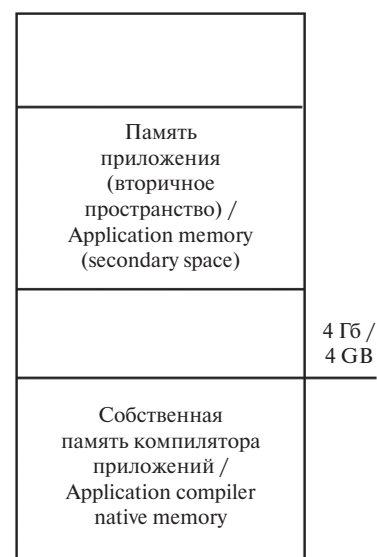 Память
приложения
(вторичное
пространство) /
Application memory
(secondary space)
4 Гб /
4 GB
Собственная
память компилятора
приложений /
Application compiler
native memory